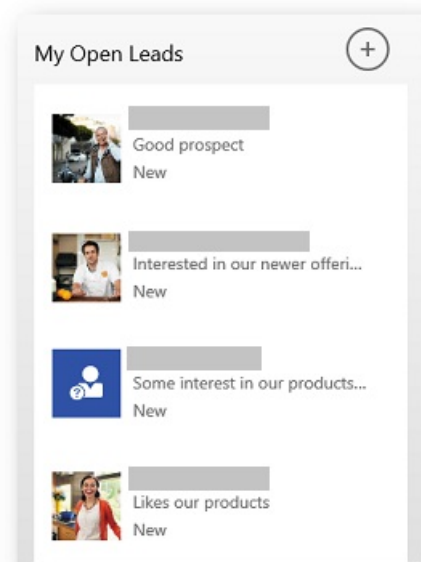 My Open Leads
Good prospect
New
Interested in our newer offeri...
New
Some interest in our products...
New
Likes our products
New